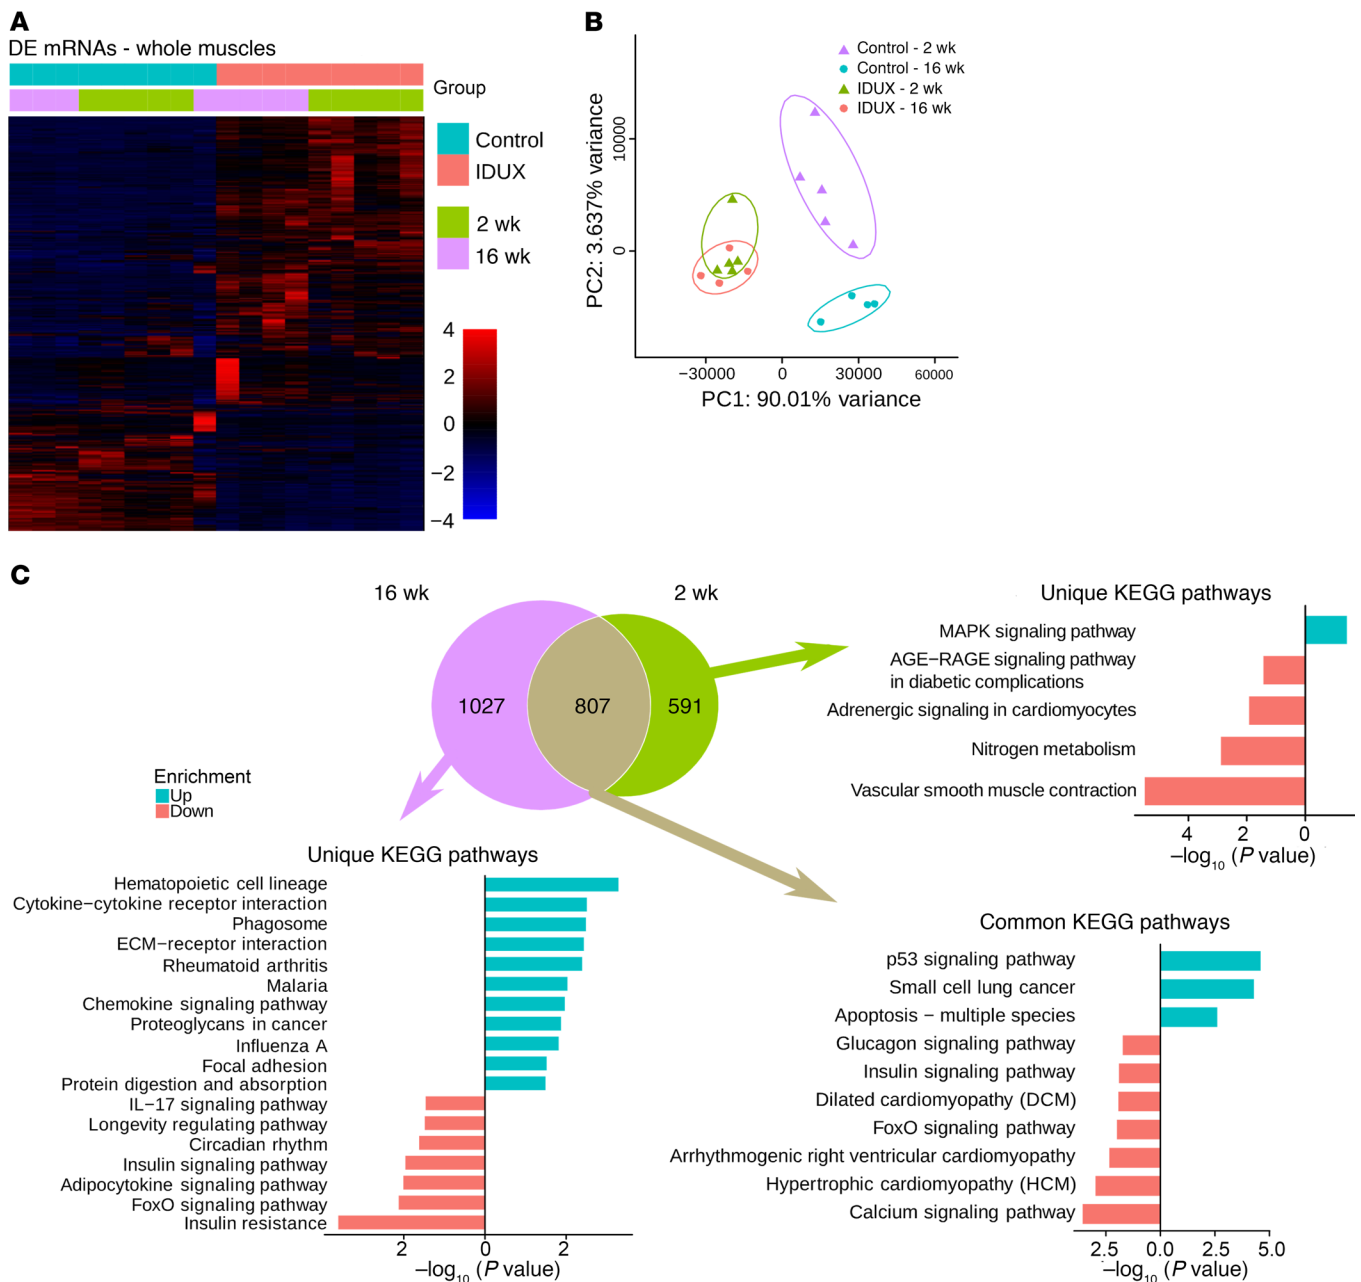 A
DE mRNAs - whole muscles
Group
Control
IDUX
2 wk
16 wk
4
2
0
−2
−4
B
Control - 2 wk
Control - 16 wk
IDUX - 2 wk
IDUX - 16 wk
PC2: 3.637% variance
10000
0
−30000
0
30000
60000
PC1: 90.01% variance
C
16 wk
2 wk
1027
807
591
Enrichment
Up
Down
Unique KEGG pathways
MAPK signaling pathway
AGE−RAGE signaling pathway
in diabetic complications
Adrenergic signaling in cardiomyocytes
Nitrogen metabolism
Vascular smooth muscle contraction
4 2 0
−log10 (P value)
Unique KEGG pathways
Hematopoietic cell lineage
Cytokine−cytokine receptor interaction
Phagosome
ECM−receptor interaction
Rheumatoid arthritis
Malaria
Chemokine signaling pathway
Proteoglycans in cancer
Influenza A
Focal adhesion
Protein digestion and absorption
IL−17 signaling pathway
Longevity regulating pathway
Circadian rhythm
Insulin signaling pathway
Adipocytokine signaling pathway
FoxO signaling pathway
Insulin resistance
2 0 2
−log10 (P value)
Common KEGG pathways
p53 signaling pathway
Small cell lung cancer
Apoptosis − multiple species
Glucagon signaling pathway
Insulin signaling pathway
Dilated cardiomyopathy (DCM)
FoxO signaling pathway
Arrhythmogenic right ventricular cardiomyopathy
Hypertrophic cardiomyopathy (HCM)
Calcium signaling pathway
2.5 0.0 2.5 5.0
−log10 (P value)